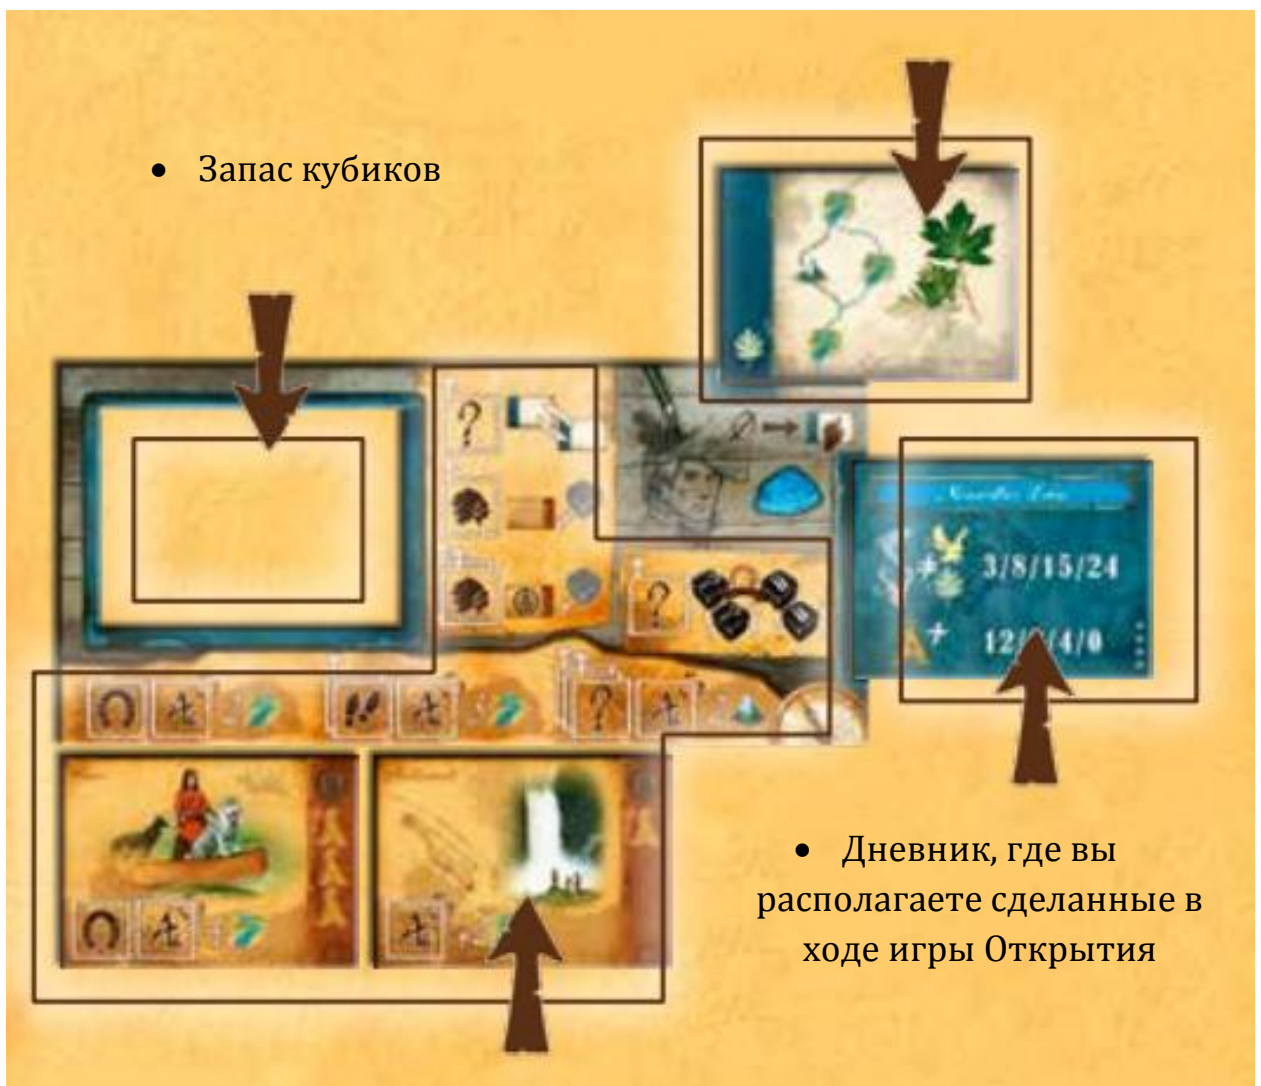 • Запас кубиков
3/8/15/24
• Дневник, где вы
располагаете сделанные в
ходе игры Открытия